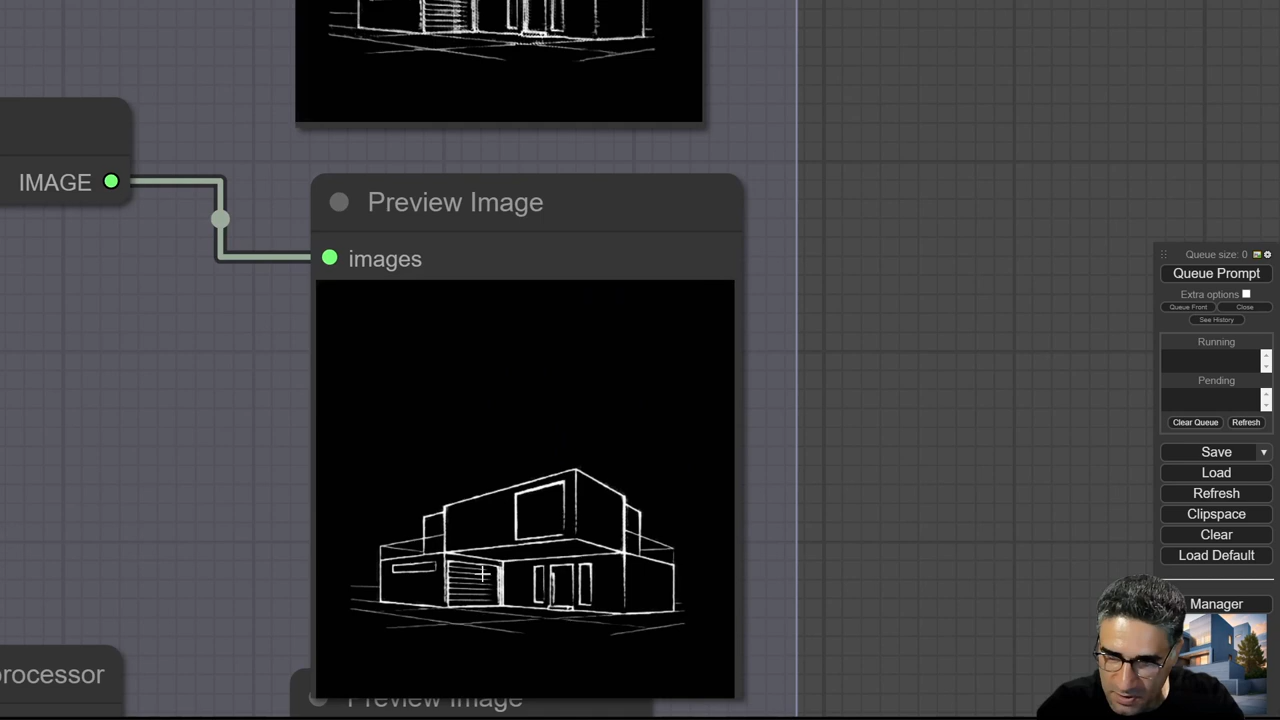 IMAGE
Preview Image
images
rocessor
Preview Image
Queue size: 0
Queue Prompt
Extra options
Queue Front
Close
See History
Running
Pending
Clear Queue
Refresh
Save
Load
Refresh
Clipspace
Clear
Load Default
Manager